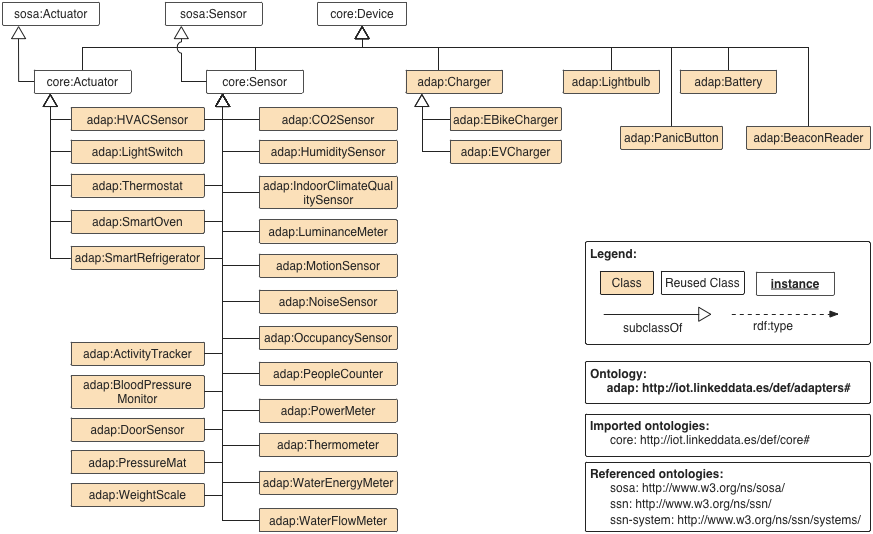 sosa:Actuator
sosa:Sensor
core:Device
core:Actuator
core:Sensor
adap:Charger
adap:Lightbulb
adap:Battery
adap:HVACSensor
adap:CO2Sensor
adap:EBikeCharger
adap:PanicButton
adap:BeaconReader
adap:LightSwitch
adap:HumiditySensor
adap:EVCharger
adap:Thermostat
adap:IndoorClimateQual
itySensor
adap:SmartOven
adap:LuminanceMeter
adap:SmartRefrigerator
adap:MotionSensor
adap:NoiseSensor
adap:OccupancySensor
adap:ActivityTracker
adap:PeopleCounter
adap:BloodPressure
Monitor
adap:PowerMeter
adap:DoorSensor
adap:Thermometer
adap:PressureMat
adap:WaterEnergyMeter
adap:WeightScale
adap:WaterFlowMeter
Legend:
Class
Reused Class
instance
subclassOf
rdf:type
Ontology:
adap: http://iot.linkeddata.es/def/adapters#
Imported ontologies:
core: http://iot.linkeddata.es/def/core#
Referenced ontologies:
sosa: http://www.w3.org/ns/sosa/
ssn: http://www.w3.org/ns/ssn/
ssn-system: http://www.w3.org/ns/ssn/systems/